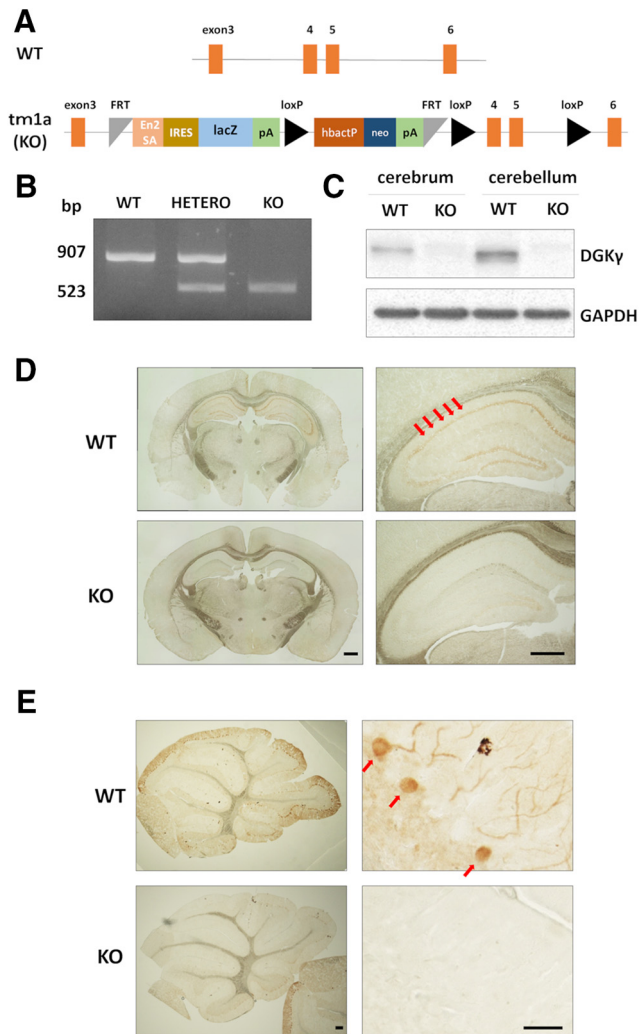 A
WT
exon3 4 5 6
tm1a
(KO)
exon3 FRT En2
SA IRES lacZ pA loxP hbactP neo pA FRT loxP 4 5 loxP 6
B
bp WT HETERO KO
907
523
C
cerebrum cerebellum
WT KO WT KO
DGKγ
GAPDH
D
WT
KO
E
WT
KO